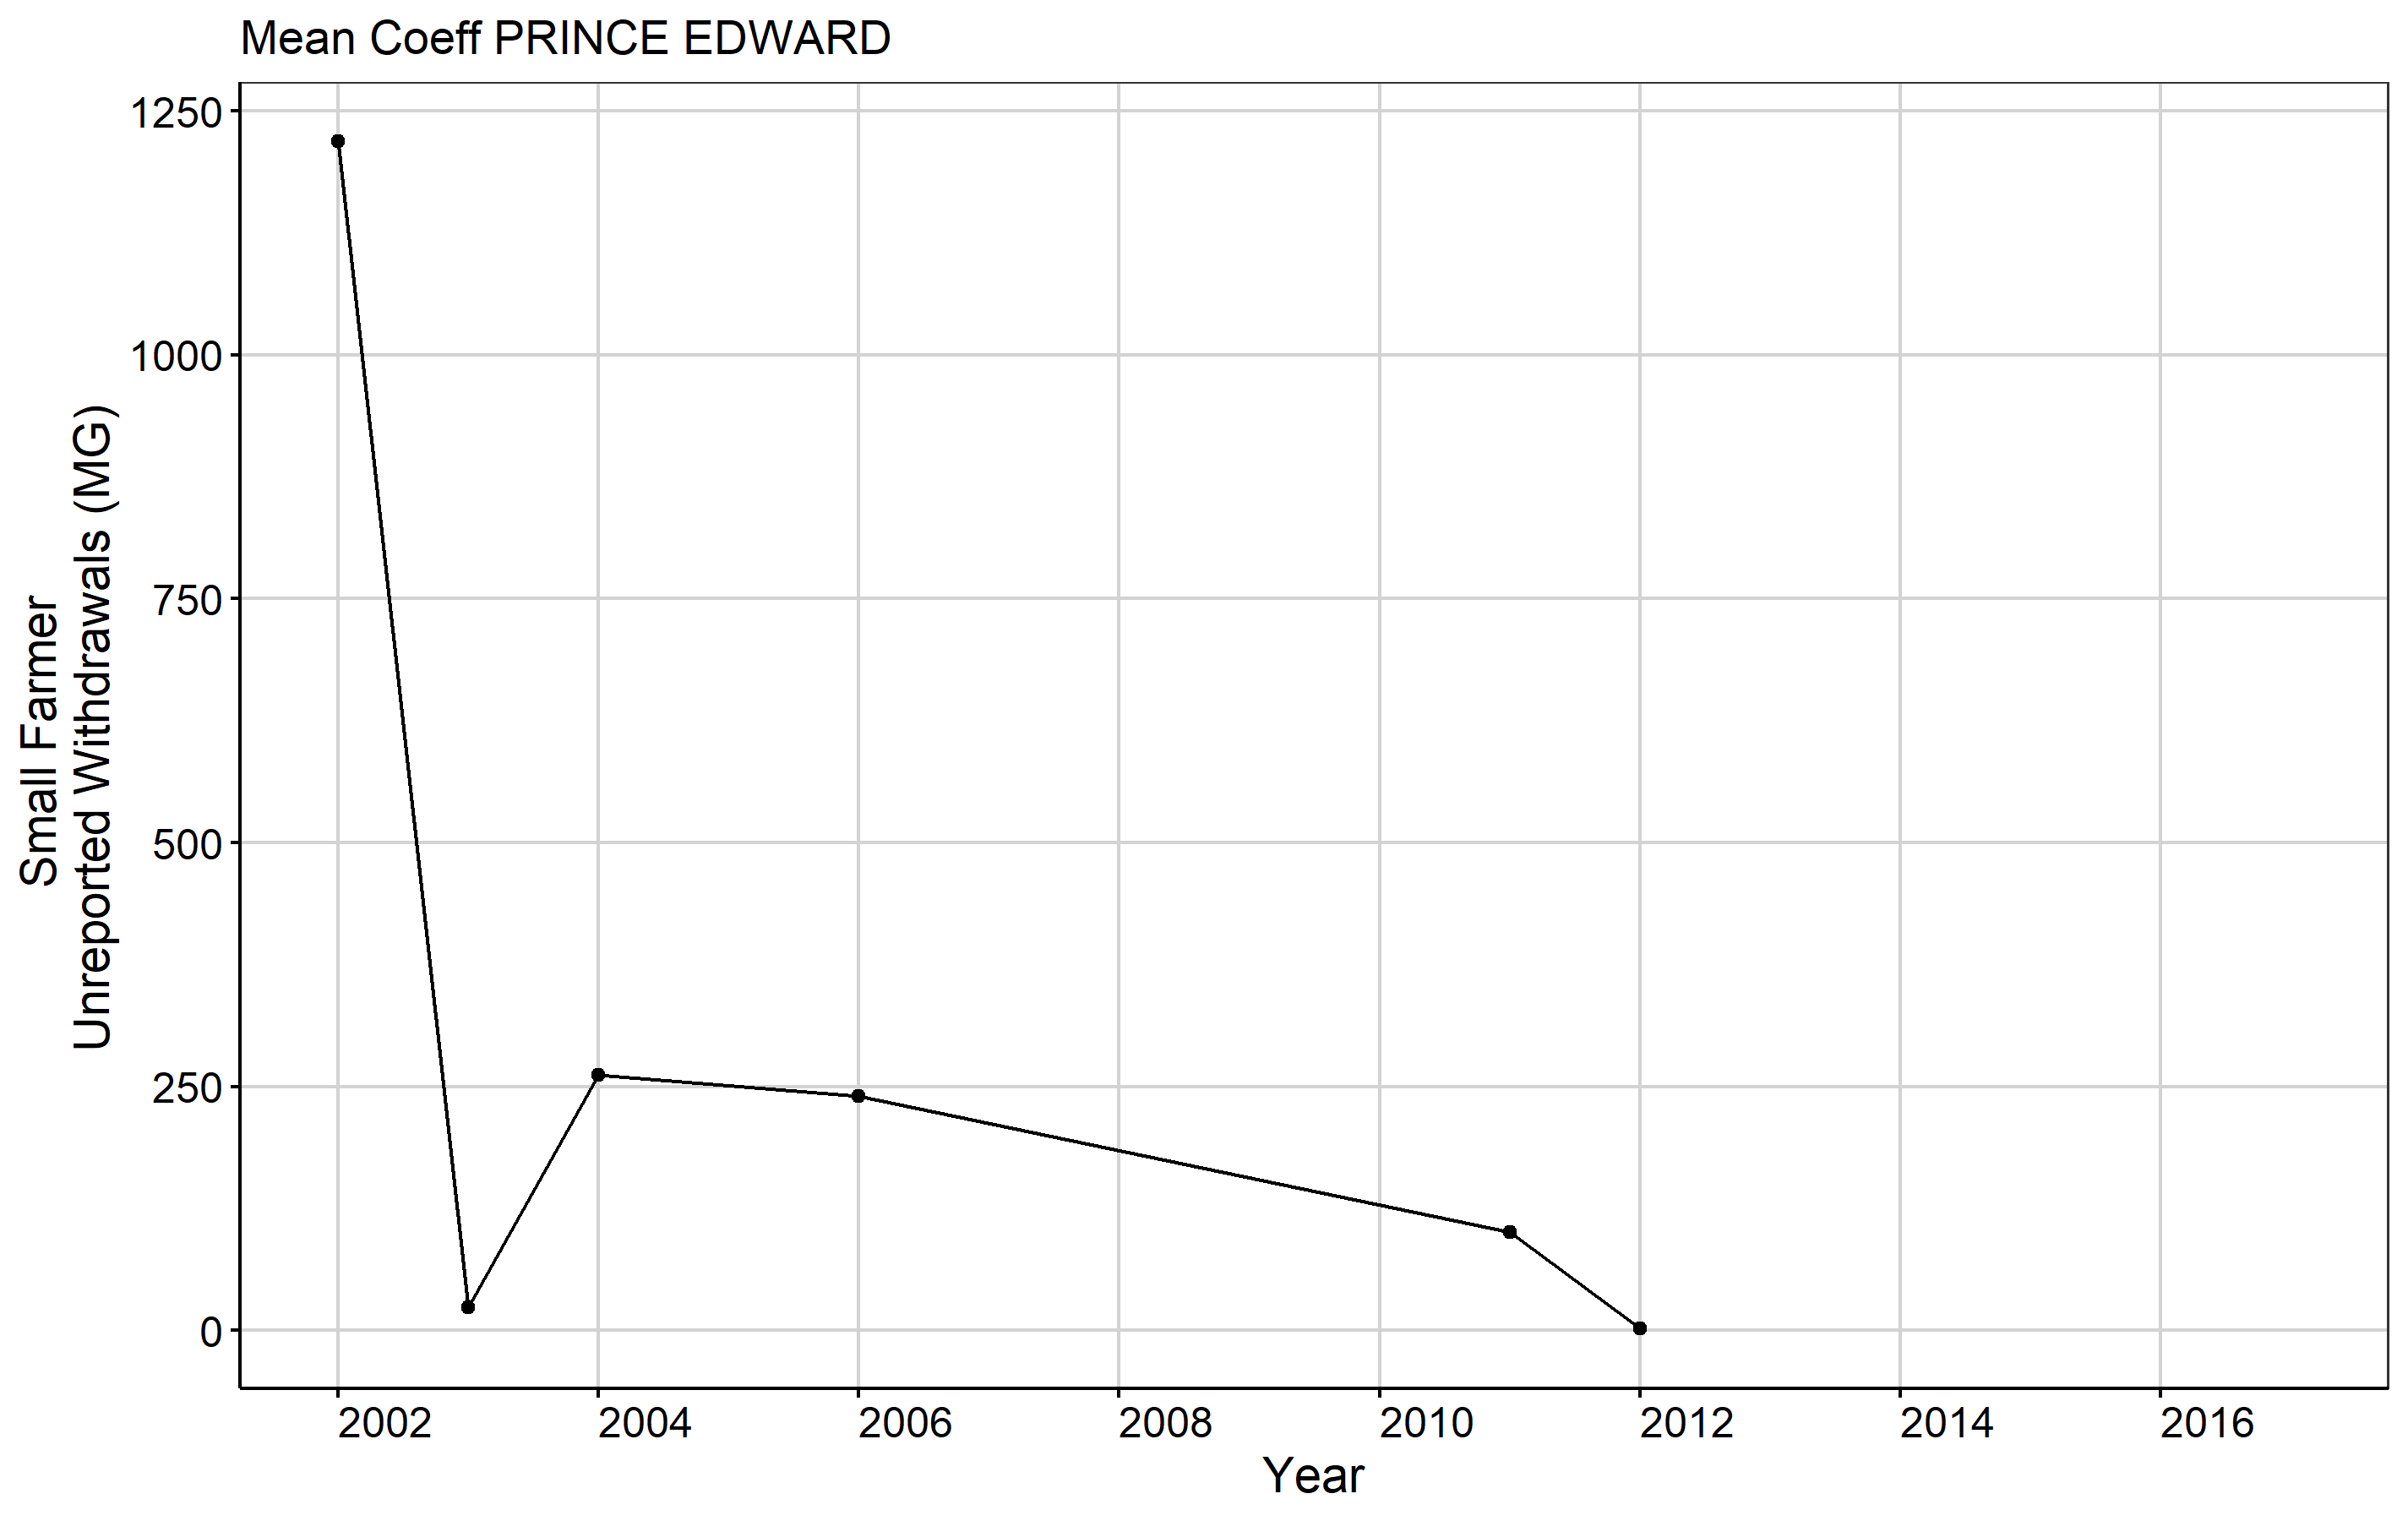 Mean Coeff PRINCE EDWARD
Small Farmer
Unreported Withdrawals (MG)
1250
1000
750
500
250
0
2002 2004 2006 2008 2010 2012 2014 2016
Year